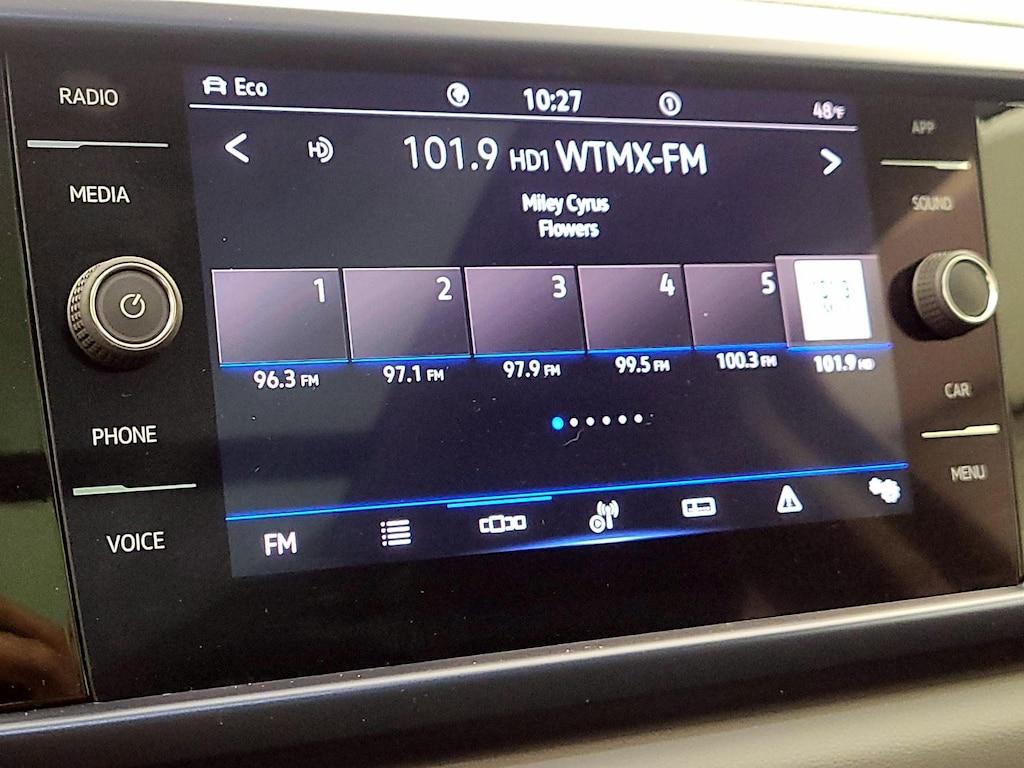 RADIO
MEDIA
PHONE
VOICE
Eco
10:27
48°F
HD
101.9 HD1 WTMX-FM
Miley Cyrus
Flowers
1
2
3
4
5
96.3 FM
97.1 FM
97.9 FM
99.5 FM
100.3 FM
101.9 HD
FM
APP
SOUND
CAR
MENU